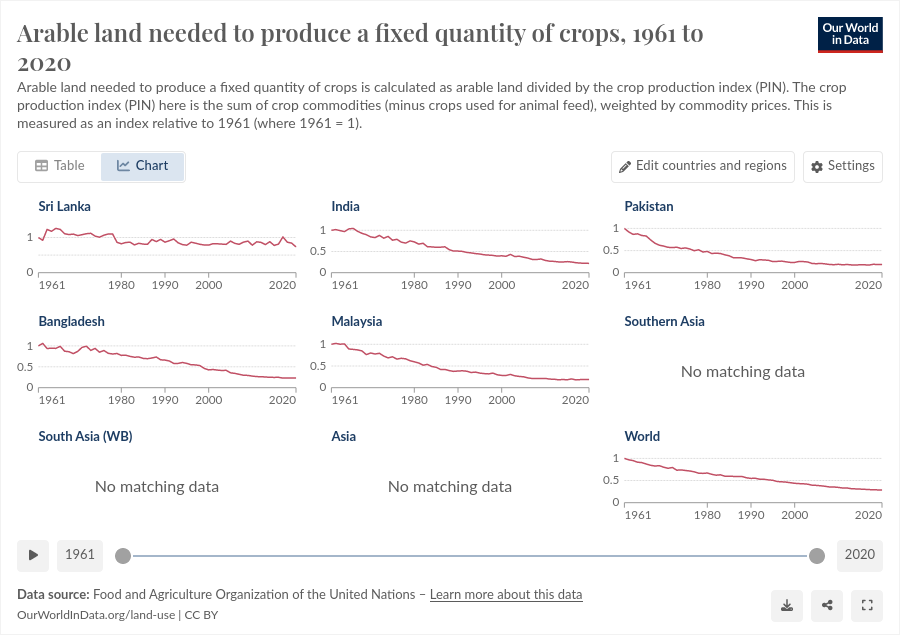 Arable land needed to produce a fixed quantity of crops, 1961 to
2020
Our World
in Data
Arable land needed to produce a fixed quantity of crops is calculated as arable land divided by the crop production index (PIN). The crop
production index (PIN) here is the sum of crop commodities (minus crops used for animal feed), weighted by commodity prices. This is
measured as an index relative to 1961 (where 1961 = 1).
Table
Chart
Edit countries and regions
Settings
Sri Lanka
1
0
1961 1980 1990 2000 2020
India
1
0.5
0
1961 1980 1990 2000 2020
Pakistan
1
0.5
0
1961 1980 1990 2000 2020
Bangladesh
1
0.5
0
1961 1980 1990 2000 2020
Malaysia
1
0.5
0
1961 1980 1990 2000 2020
Southern Asia
No matching data
South Asia (WB)
No matching data
Asia
No matching data
World
1
0.5
0
1961 1980 1990 2000 2020
1961
2020
Data source: Food and Agriculture Organization of the United Nations – Learn more about this data
OurWorldInData.org/land-use | CC BY